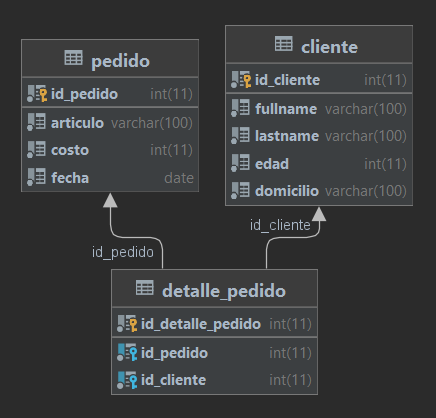 pedido
id_pedido int(11)
articulo varchar(100)
costo int(11)
fecha date
cliente
id_cliente int(11)
fullname varchar(100)
lastname varchar(100)
edad int(11)
domicilio varchar(100)
id_pedido
id_cliente
detalle_pedido
id_detalle_pedido int(11)
id_pedido int(11)
id_cliente int(11)